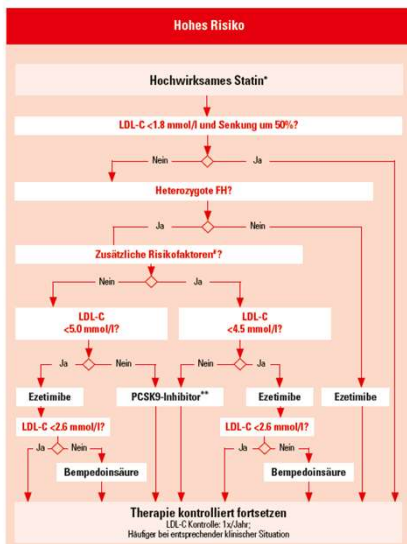 Hohes Risiko
Hochwirksames Statin*
LDL-C <1.8 mmol/l und Senkung um 50%?
Nein Ja
Heterozygote FH?
Ja Nein
Zusätzliche Risikofaktoren#?
Nein Ja
LDL-C
<5.0 mmol/l?
LDL-C
<4.5 mmol/l?
Ja Nein Nein Ja
Ezetimibe PCSK9-Inhibitor** Ezetimibe Ezetimibe
LDL-C <2.6 mmol/l? LDL-C <2.6 mmol/l?
Ja Nein Ja Nein
Bempedoinsäure Bempedoinsäure
Therapie kontrolliert fortsetzen
LDL-C Kontrolle: 1x/Jahr;
Häufiger bei entsprechender klinischer Situation